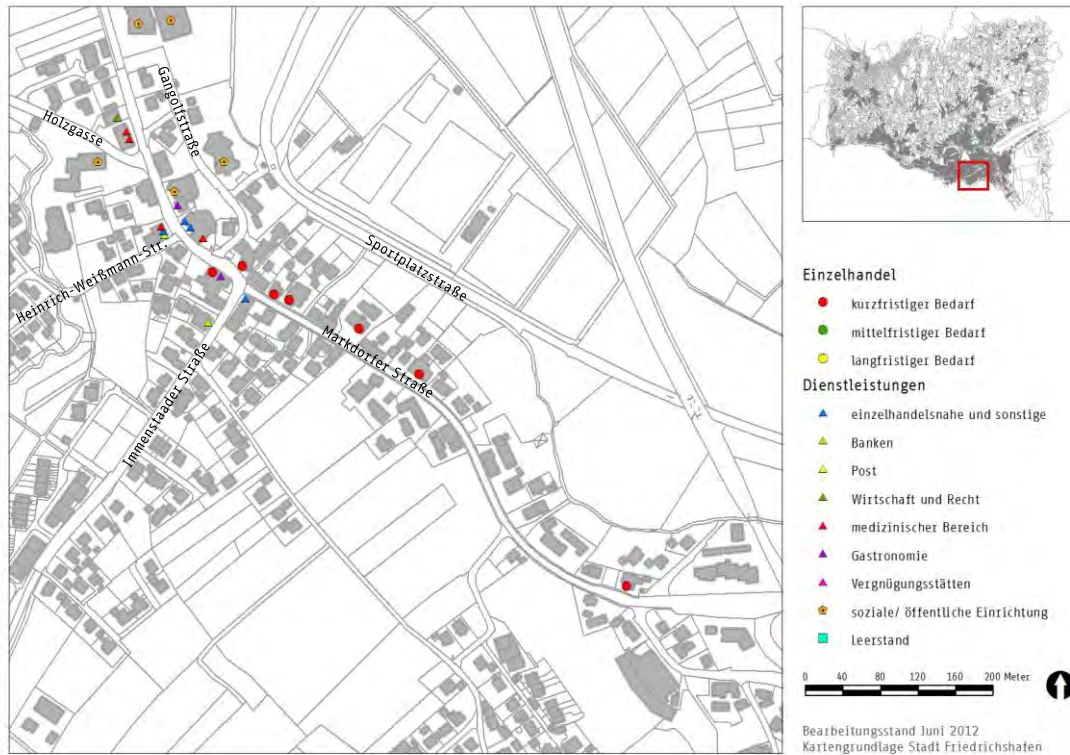 Gangolfstraße
Holzgasse
Sportplatzstraße
Heinrich-Weißmann-Str.
Markdorfer Straße
Immenstaader Straße
Einzelhandel
kurzfristiger Bedarf
mittelfristiger Bedarf
langfristiger Bedarf
Dienstleistungen
einzelhandelsnahe und sonstige
Banken
Post
Wirtschaft und Recht
medizinischer Bereich
Gastronomie
Vergnügungsstätten
soziale/ öffentliche Einrichtung
Leerstand
0 40 80 120 160 200 Meter
Bearbeitungsstand Juni 2012
Kartengrundlage Stadt Friedrichshafen